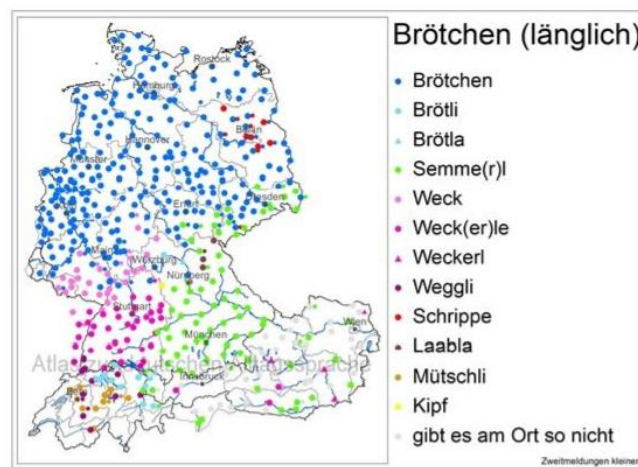 Brötchen (länglich)
Rostock
Hamburg
Berlin
Hannover
Münster
Erfurt
Dresden
Mainz
Würzburg
Nürnberg
Stuttgart
München
Wien
Innsbruck
Atlas zur deutschen Alltagssprache
Brötchen
Brötli
Brötla
Semme(r)l
Weck
Weck(er)le
Weckerl
Weggli
Schrippe
Laabla
Mütschli
Kipf
gibt es am Ort so nicht
Zweitmeldungen kleiner